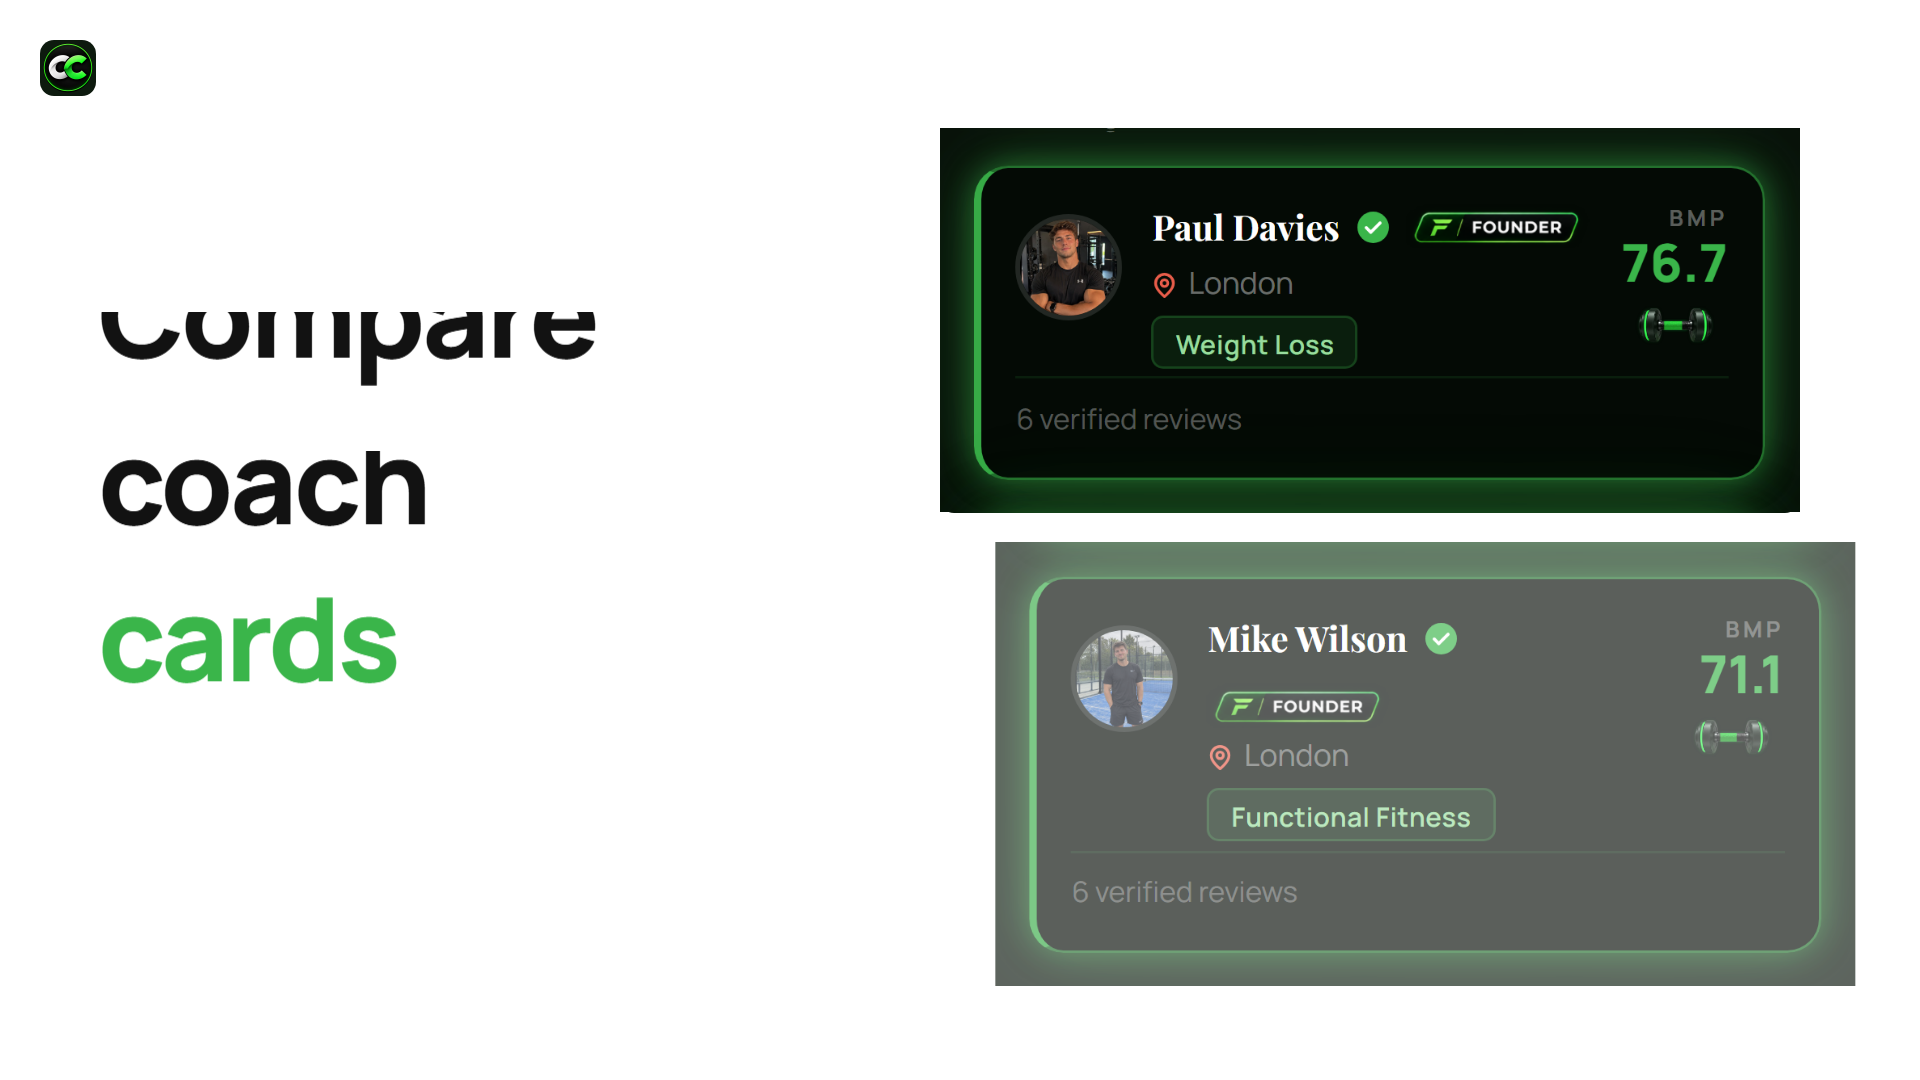 CC
Compare
coach
cards
Paul Davies
F / FOUNDER
BMP
76.7
London
Weight Loss
6 verified reviews
Mike Wilson
BMP
71.1
F / FOUNDER
London
Functional Fitness
6 verified reviews